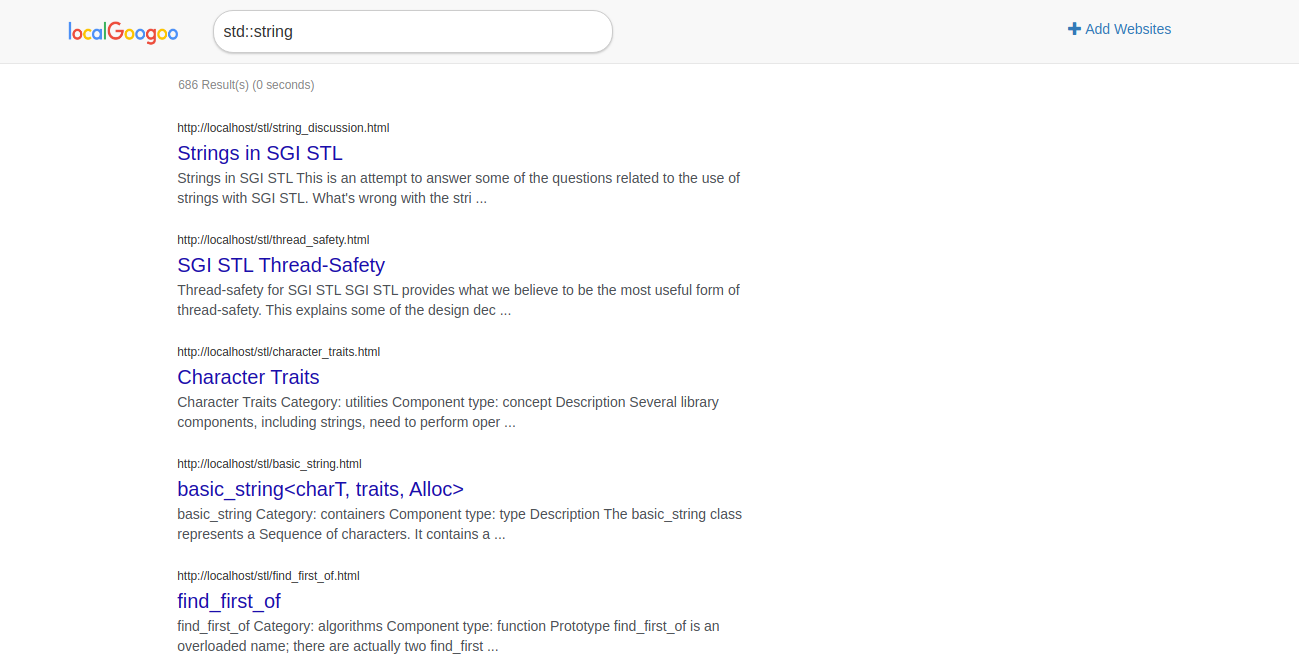 localGoogoo
std::string
Add Websites
686 Result(s) (0 seconds)
http://localhost/stl/string_discussion.html
Strings in SGI STL
Strings in SGI STL This is an attempt to answer some of the questions related to the use of
strings with SGI STL. What's wrong with the stri ...
http://localhost/stl/thread_safety.html
SGI STL Thread-Safety
Thread-safety for SGI STL SGI STL provides what we believe to be the most useful form of
thread-safety. This explains some of the design dec ...
http://localhost/stl/character_traits.html
Character Traits
Character Traits Category: utilities Component type: concept Description Several library
components, including strings, need to perform oper ...
http://localhost/stl/basic_string.html
basic_string<charT, traits, Alloc>
basic_string Category: containers Component type: type Description The basic_string class
represents a Sequence of characters. It contains a ...
http://localhost/stl/find_first_of.html
find_first_of
find_first_of Category: algorithms Component type: function Prototype find_first_of is an
overloaded name; there are actually two find_first ...